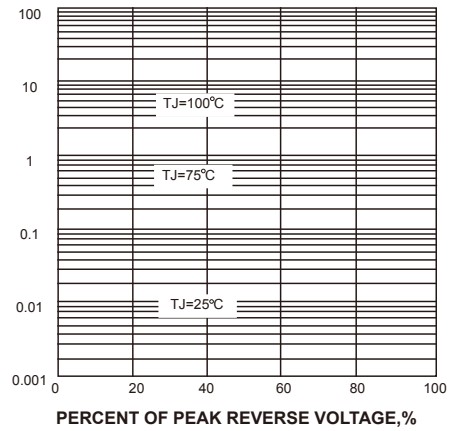 100
10
TJ=100°C
1
TJ=75°C
0.1
0.01
TJ=25°C
0.001
0 20 40 60 80 100
PERCENT OF PEAK REVERSE VOLTAGE,%